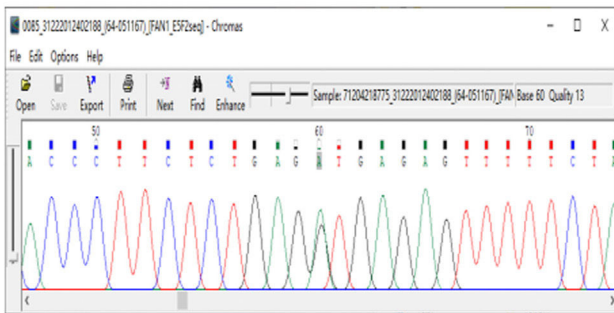 0085_31222012402188_(64-051167)_[FAN1_E5F2seq] - Chromas
File Edit Options Help
Open Save Export Print Next Find Enhance Sample: 71204218775_31222012402188_(64-051167)_[FAN Base 60 Quality 13
50 60 70
A C C C T T C T C T G A G A T G A G A G T T T T T C T